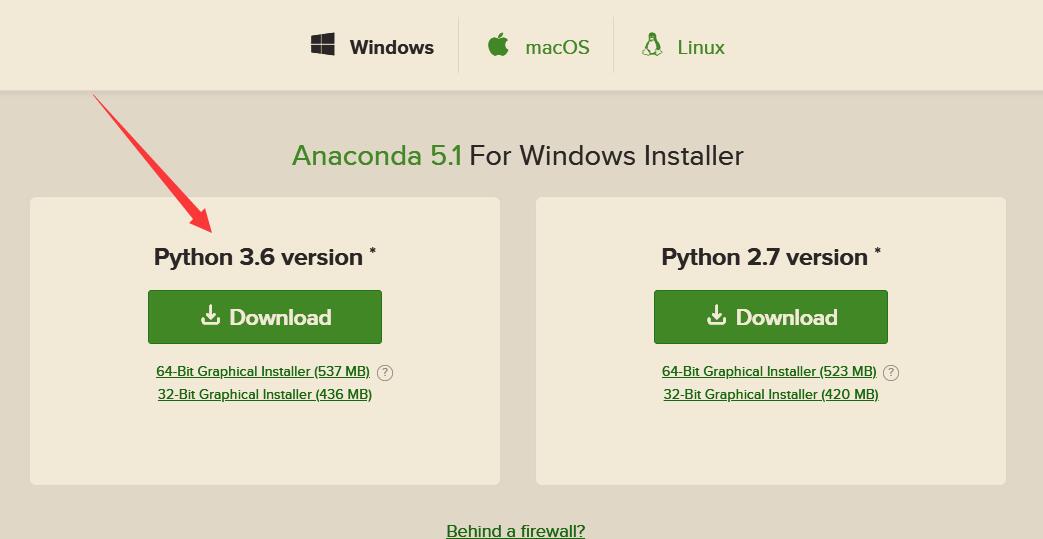 Windows
macOS
Linux
Anaconda 5.1 For Windows Installer
Python 3.6 version *
Download
64-Bit Graphical Installer (537 MB) ?
32-Bit Graphical Installer (436 MB)
Python 2.7 version *
Download
64-Bit Graphical Installer (523 MB) ?
32-Bit Graphical Installer (420 MB)
Behind a firewall?